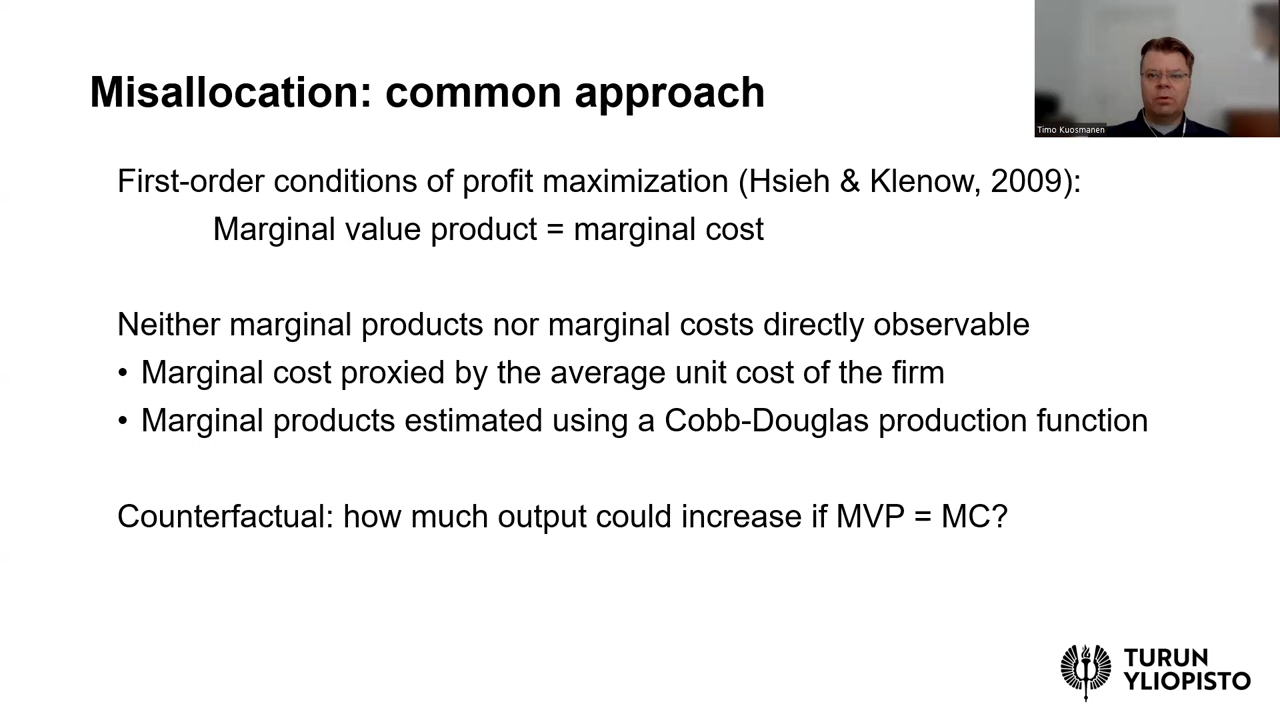 Misallocation: common approach
Timo Kuosmanen
First-order conditions of profit maximization (Hsieh & Klenow, 2009):
Marginal value product = marginal cost
Neither marginal products nor marginal costs directly observable
• Marginal cost proxied by the average unit cost of the firm
• Marginal products estimated using a Cobb-Douglas production function
Counterfactual: how much output could increase if MVP = MC?
TURUN
YLIOPISTO